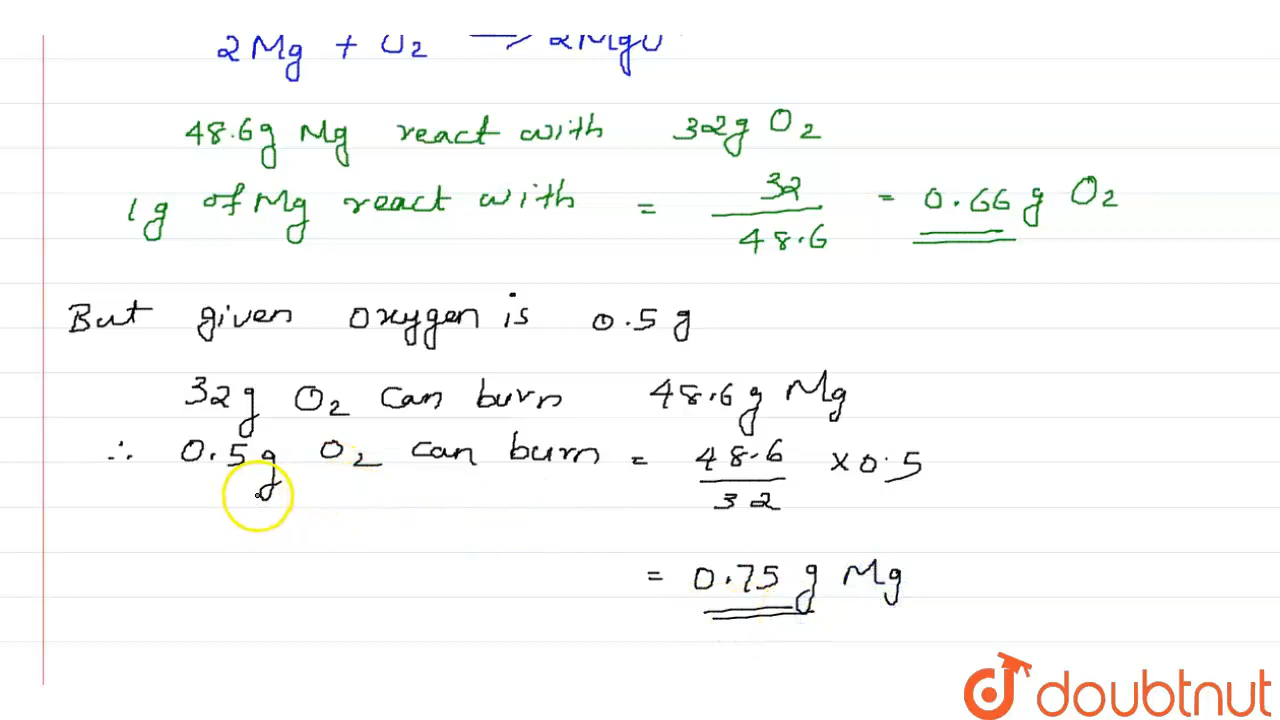 2Mg + O2 → 2MgO
48.6g Mg react with 32g O2
1g of Mg react with = 32/48.6 = 0.66 g O2
But given oxygen is 0.5 g
32g O2 can burn 48.6g Mg
∴ 0.5g O2 can burn = 48.6/32 × 0.5
= 0.75 g Mg
doubtnut